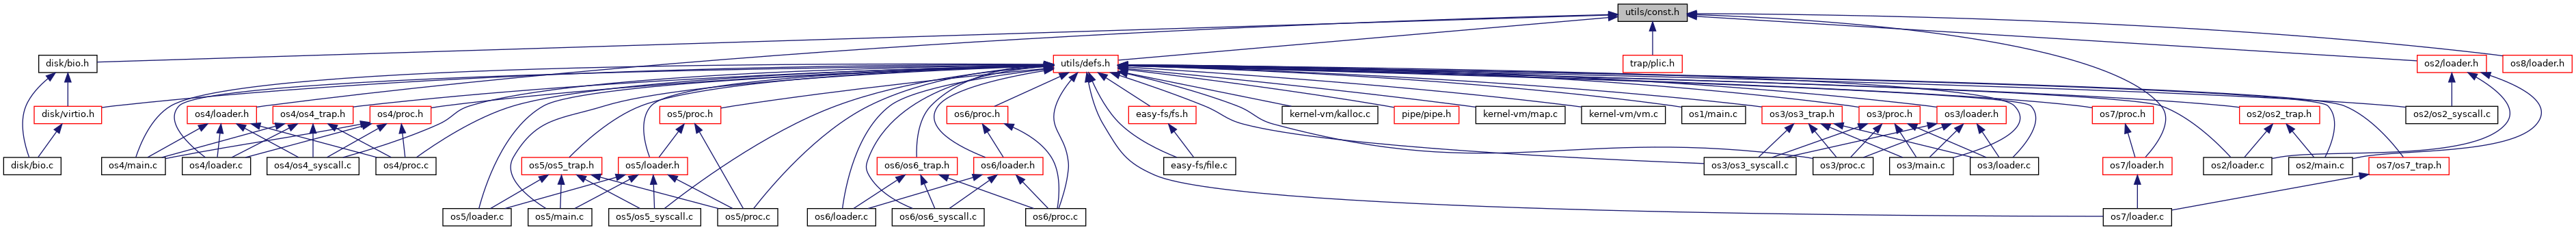 utils/const.h
disk/bio.h
utils/defs.h
trap/plic.h
os2/loader.h
os8/loader.h
disk/virtio.h
os4/loader.h
os4/os4_trap.h
os4/proc.h
os5/proc.h
os6/proc.h
easy-fs/fs.h
kernel-vm/kalloc.c
pipe/pipe.h
kernel-vm/map.c
kernel-vm/vm.c
os1/main.c
os3/os3_trap.h
os3/proc.h
os3/loader.h
os7/proc.h
os2/os2_trap.h
os2/os2_syscall.c
disk/bio.c
os4/main.c
os4/loader.c
os4/os4_syscall.c
os4/proc.c
os5/os5_trap.h
os5/loader.h
os6/os6_trap.h
os6/loader.h
easy-fs/file.c
os3/os3_syscall.c
os3/proc.c
os3/main.c
os3/loader.c
os7/loader.h
os2/loader.c
os2/main.c
os7/os7_trap.h
os5/loader.c
os5/main.c
os5/os5_syscall.c
os5/proc.c
os6/loader.c
os6/os6_syscall.c
os6/proc.c
os7/loader.c